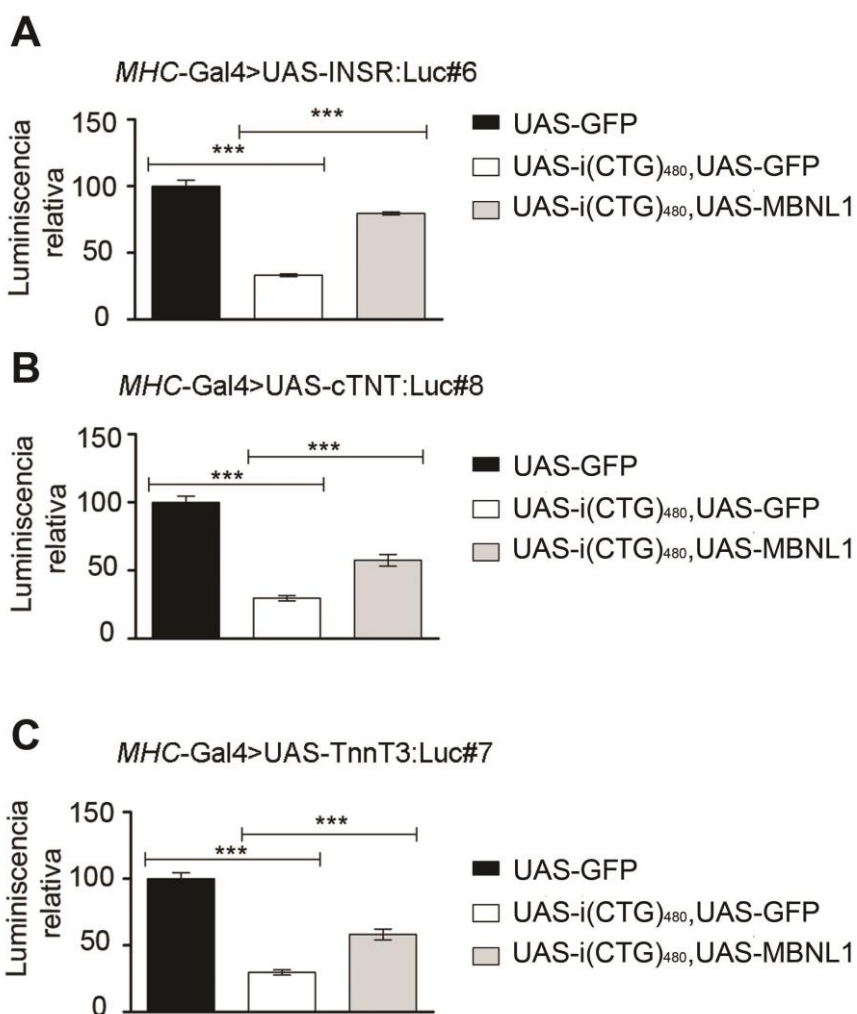 A
MHC-Gal4>UAS-INSR:Luc#6
Luminiscencia
relativa
150
100
50
0
***
***
UAS-GFP
UAS-i(CTG)480,UAS-GFP
UAS-i(CTG)480,UAS-MBNL1
B
MHC-Gal4>UAS-cTNT:Luc#8
Luminiscencia
relativa
150
100
50
0
***
***
UAS-GFP
UAS-i(CTG)480,UAS-GFP
UAS-i(CTG)480,UAS-MBNL1
C
MHC-Gal4>UAS-TnnT3:Luc#7
Luminiscencia
relativa
150
100
50
0
***
***
UAS-GFP
UAS-i(CTG)480,UAS-GFP
UAS-i(CTG)480,UAS-MBNL1